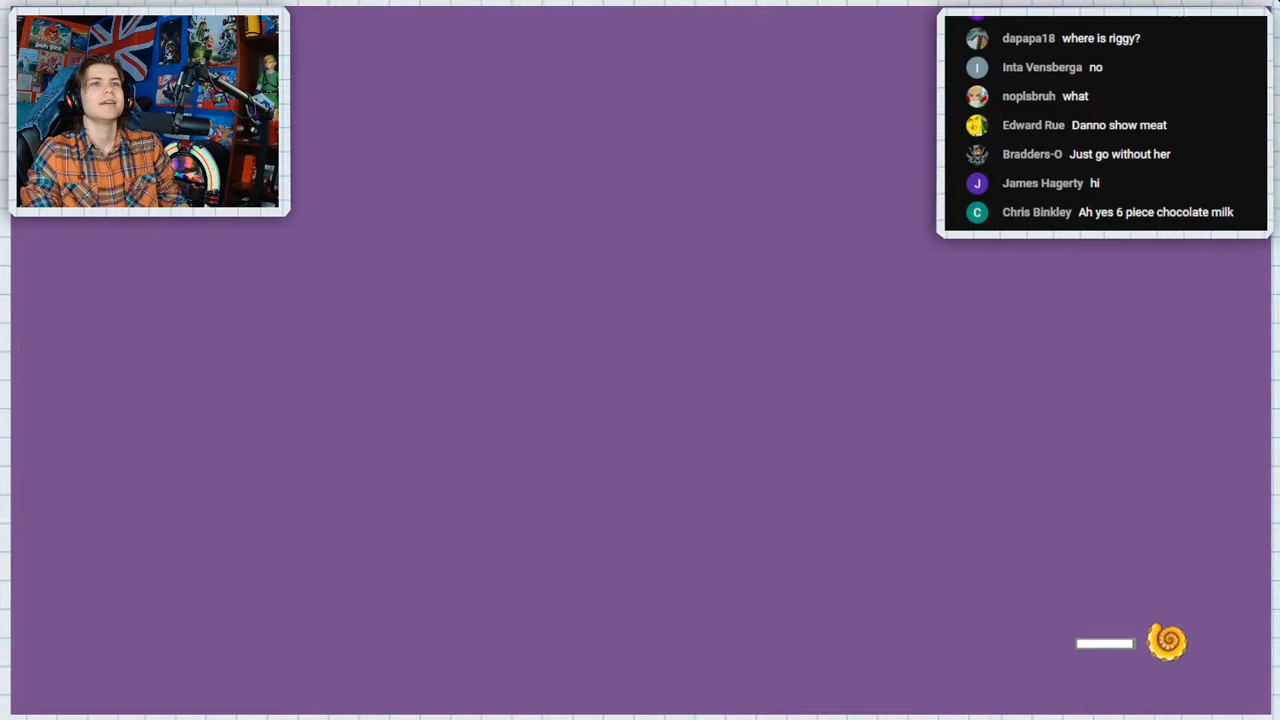 dapapa18 where is riggy?
Inta Vensberga no
noplsbruh what
Edward Rue Danno show meat
Bradders-O Just go without her
J James Hagerty hi
C Chris Binkley Ah yes 6 piece chocolate milk
I